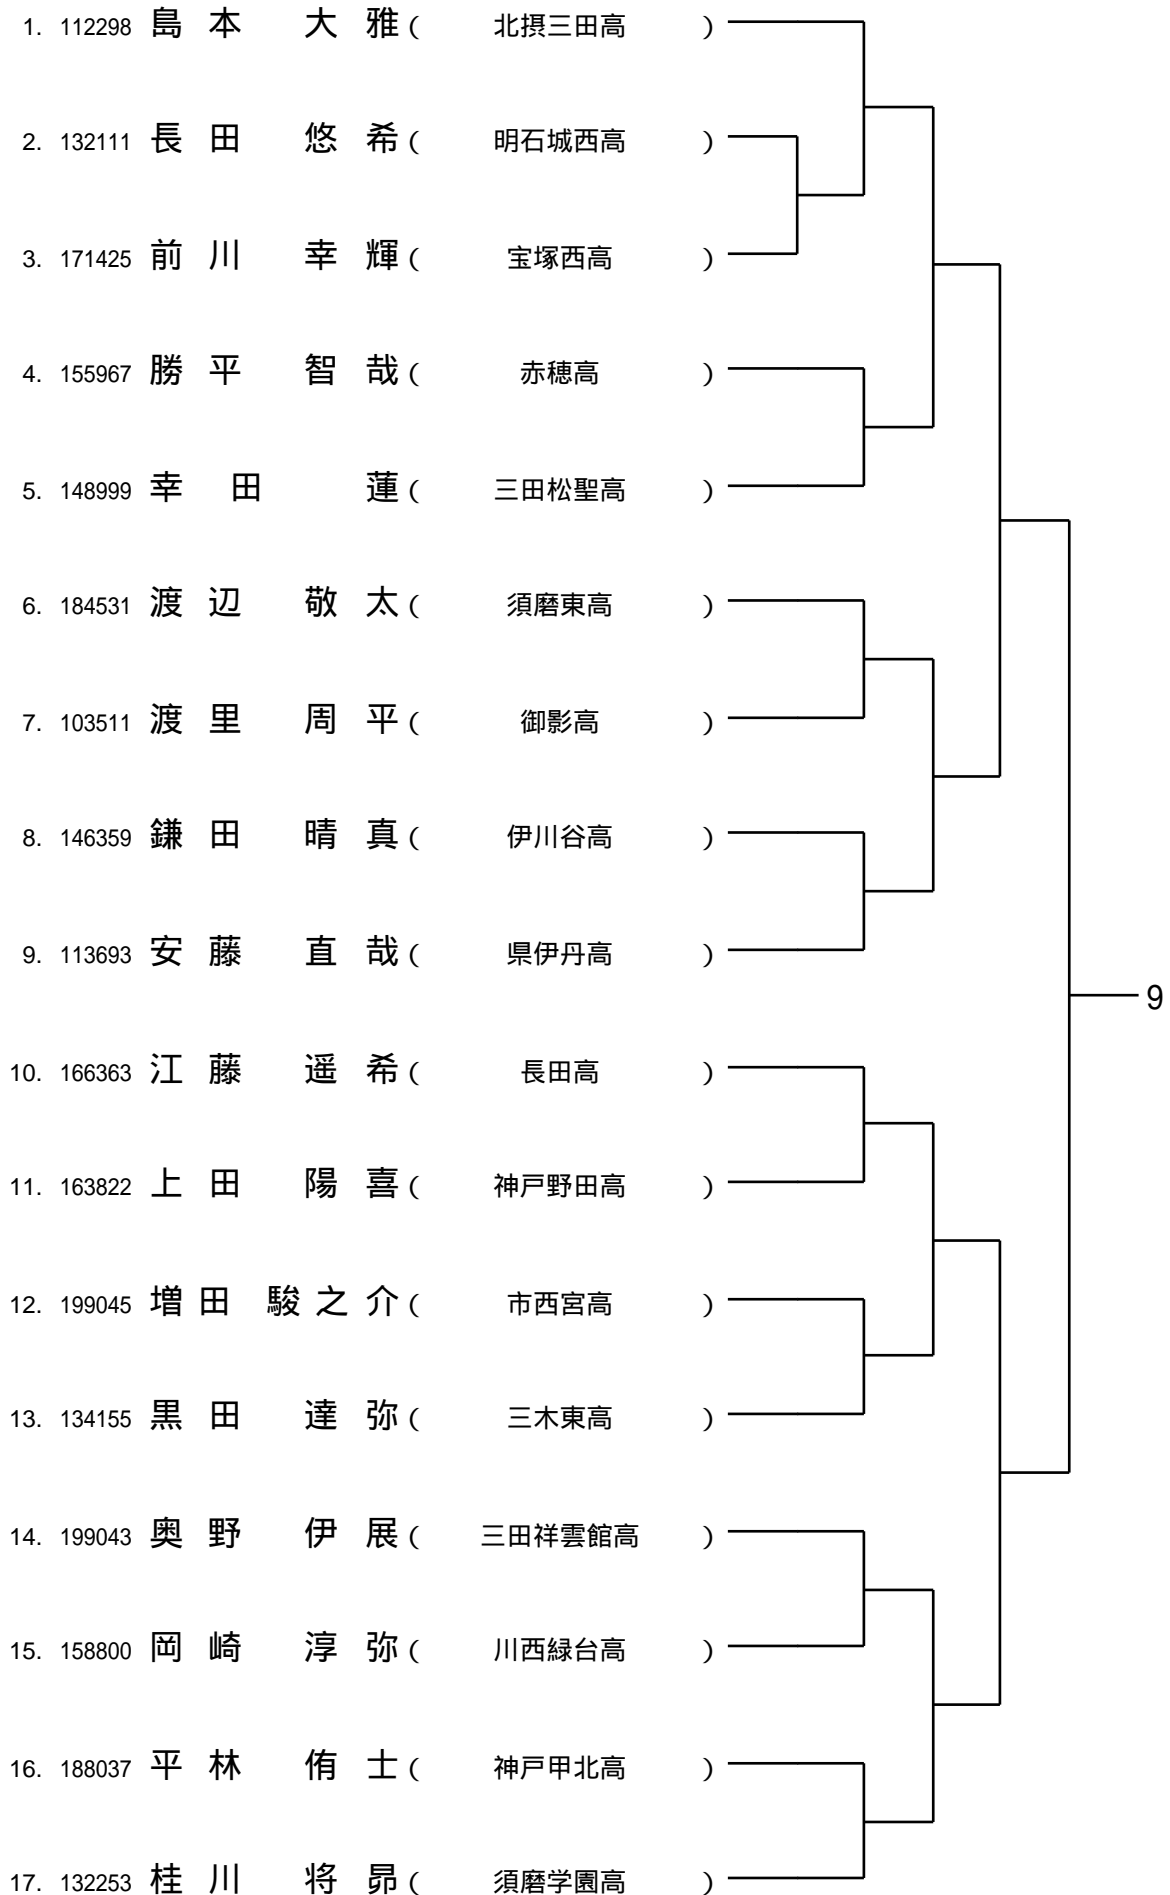 1. 112298 島本 大雅 ( 北摂三田高 )
2. 132111 長田 悠希 ( 明石城西高 )
3. 171425 前川 幸輝 ( 宝塚西高 )
4. 155967 勝平 智哉 ( 赤穂高 )
5. 148999 幸田 蓮 ( 三田松聖高 )
6. 184531 渡辺 敬太 ( 須磨東高 )
7. 103511 渡里 周平 ( 御影高 )
8. 146359 鎌田 晴真 ( 伊川谷高 )
9. 113693 安藤 直哉 ( 県伊丹高 )
9
10. 166363 江藤 遥希 ( 長田高 )
11. 163822 上田 陽喜 ( 神戸野田高 )
12. 199045 増田 駿之介 ( 市西宮高 )
13. 134155 黒田 達弥 ( 三木東高 )
14. 199043 奥野 伊展 ( 三田祥雲館高 )
15. 158800 岡崎 淳弥 ( 川西緑台高 )
16. 188037 平林 侑士 ( 神戸甲北高 )
17. 132253 桂川 将昴 ( 須磨学園高 )